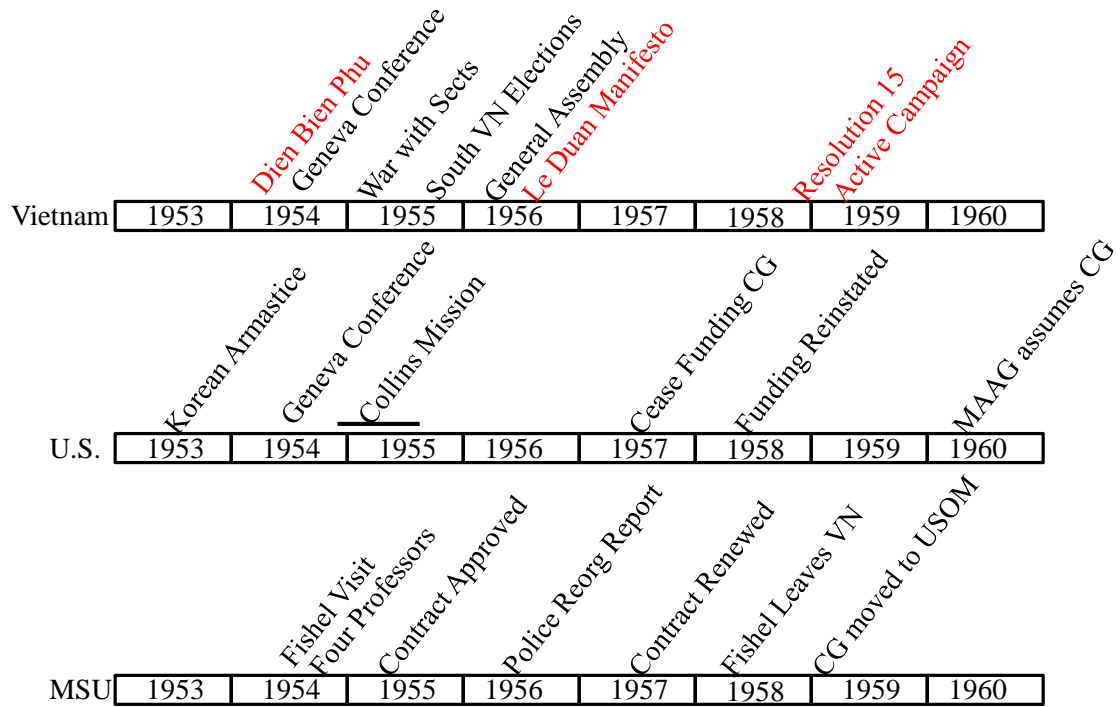 Dien Bien Phu
Geneva Conference
War with Sects
South VN Elections
General Assembly
Le Duan Manifesto
Resolution 15
Active Campaign
Vietnam 1953 1954 1955 1956 1957 1958 1959 1960
Korean Armastice
Geneva Conference
Collins Mission
Cease Funding CG
Funding Reinstated
MAAG assumes CG
U.S. 1953 1954 1955 1956 1957 1958 1959 1960
Fishel Visit
Four Professors
Contract Approved
Police Reorg Report
Contract Renewed
Fishel Leaves VN
CG moved to USOM
MSU 1953 1954 1955 1956 1957 1958 1959 1960